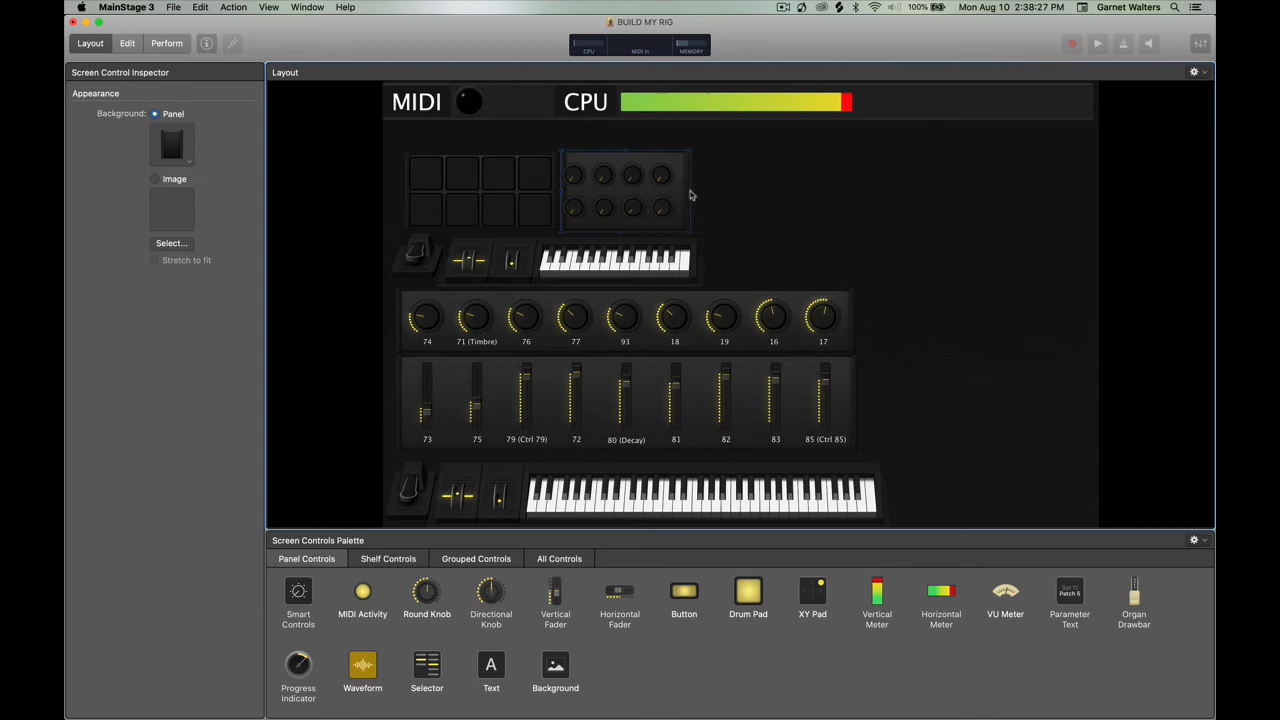 MainStage 3 File Edit Action View Window Help 100% Mon Aug 10 2:38:27 PM Garnet Walters
BUILD MY RIG
Layout Edit Perform
CPU MIDI In MEMORY
Screen Control Inspector
Layout
Appearance
Background: Panel
Image
Select...
Stretch to fit
MIDI CPU
74 71 (Timbre) 76 77 93 18 19 16 17
73 75 79 (Ctrl 79) 72 80 (Decay) 81 82 83 85 (Ctrl 85)
Screen Controls Palette
Panel Controls Shelf Controls Grouped Controls All Controls
Smart Controls
MIDI Activity
Round Knob
Directional Knob
Vertical Fader
Horizontal Fader
Button
Drum Pad
XY Pad
Vertical Meter
Horizontal Meter
VU Meter
Set 11
Patch 5
Parameter Text
Organ Drawbar
Progress Indicator
Waveform
Selector
A
Text
Background